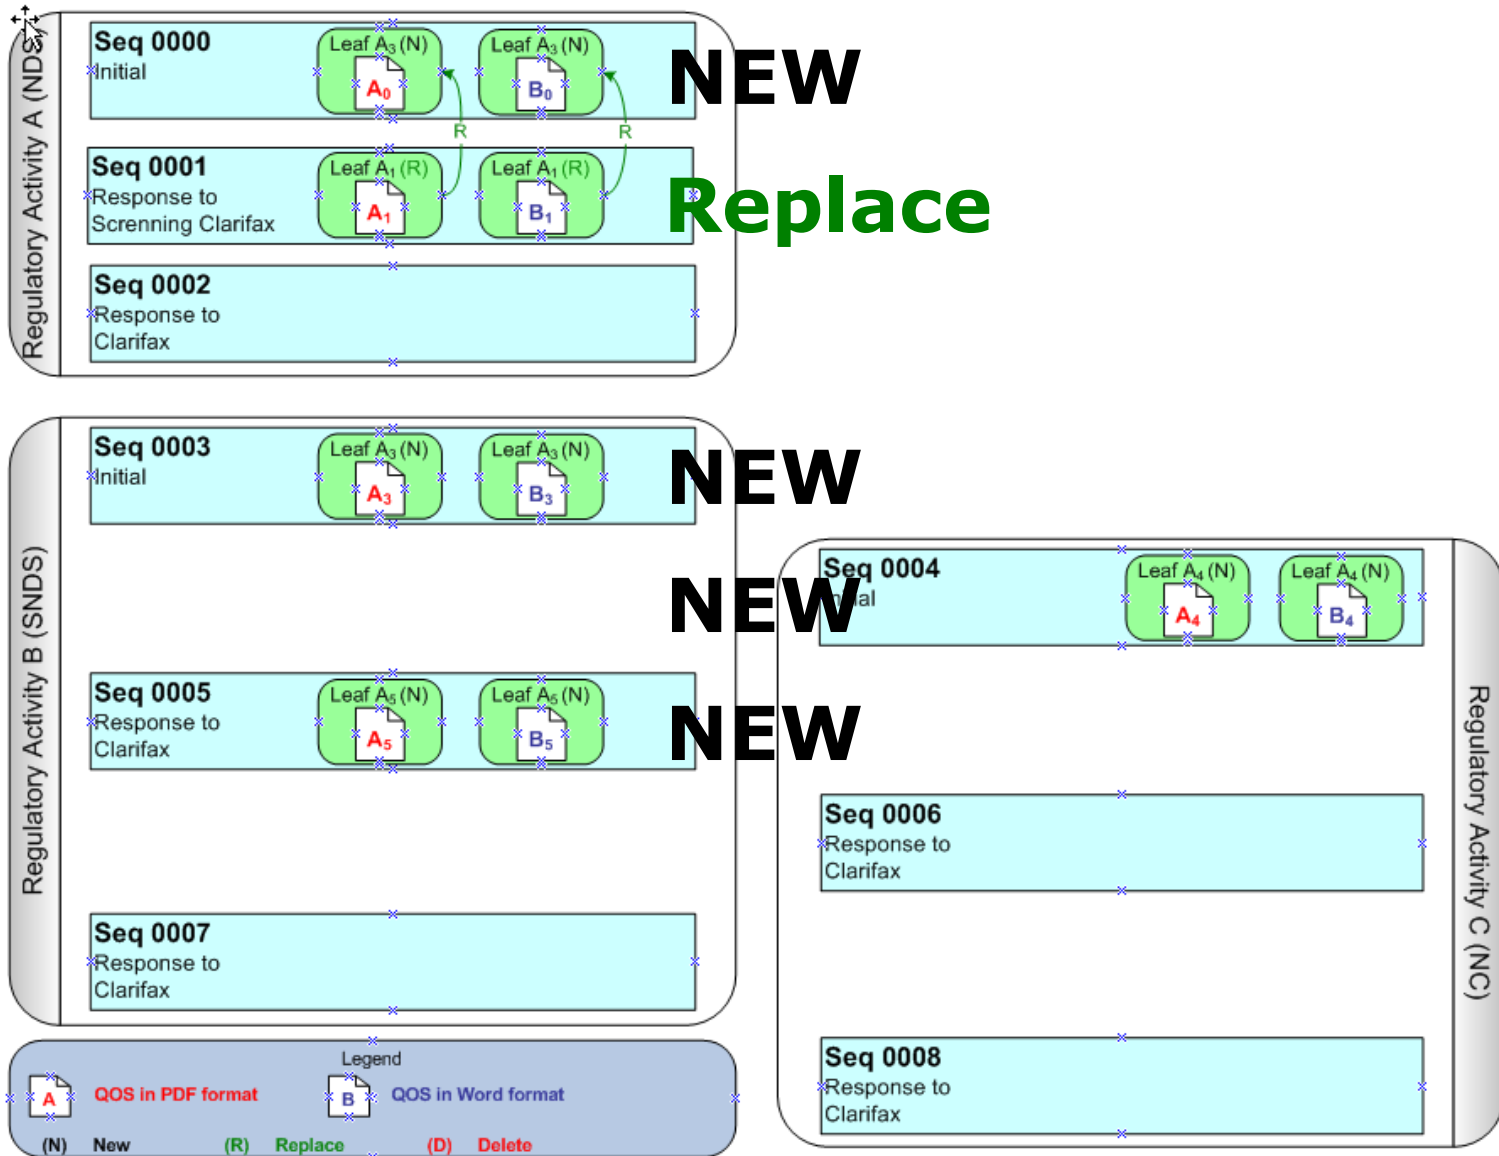 Regulatory Activity A (NDS)
Seq 0000
Initial
Leaf A3 (N)
A0
Leaf A3 (N)
B0
NEW
R
R
Seq 0001
Response to
Screnning Clarifax
Leaf A1 (R)
A1
Leaf A1 (R)
B1
Replace
Seq 0002
Response to
Clarifax
Regulatory Activity B (SNDS)
Seq 0003
Initial
Leaf A3 (N)
A3
Leaf A3 (N)
B3
NEW
NEW
Seq 0005
Response to
Clarifax
Leaf A5 (N)
A5
Leaf A5 (N)
B5
NEW
Seq 0007
Response to
Clarifax
Regulatory Activity C (NC)
Seq 0004
Initial
Leaf A4 (N)
A4
Leaf A4 (N)
B4
Seq 0006
Response to
Clarifax
Seq 0008
Response to
Clarifax
Legend
A QOS in PDF format B QOS in Word format
(N) New (R) Replace (D) Delete